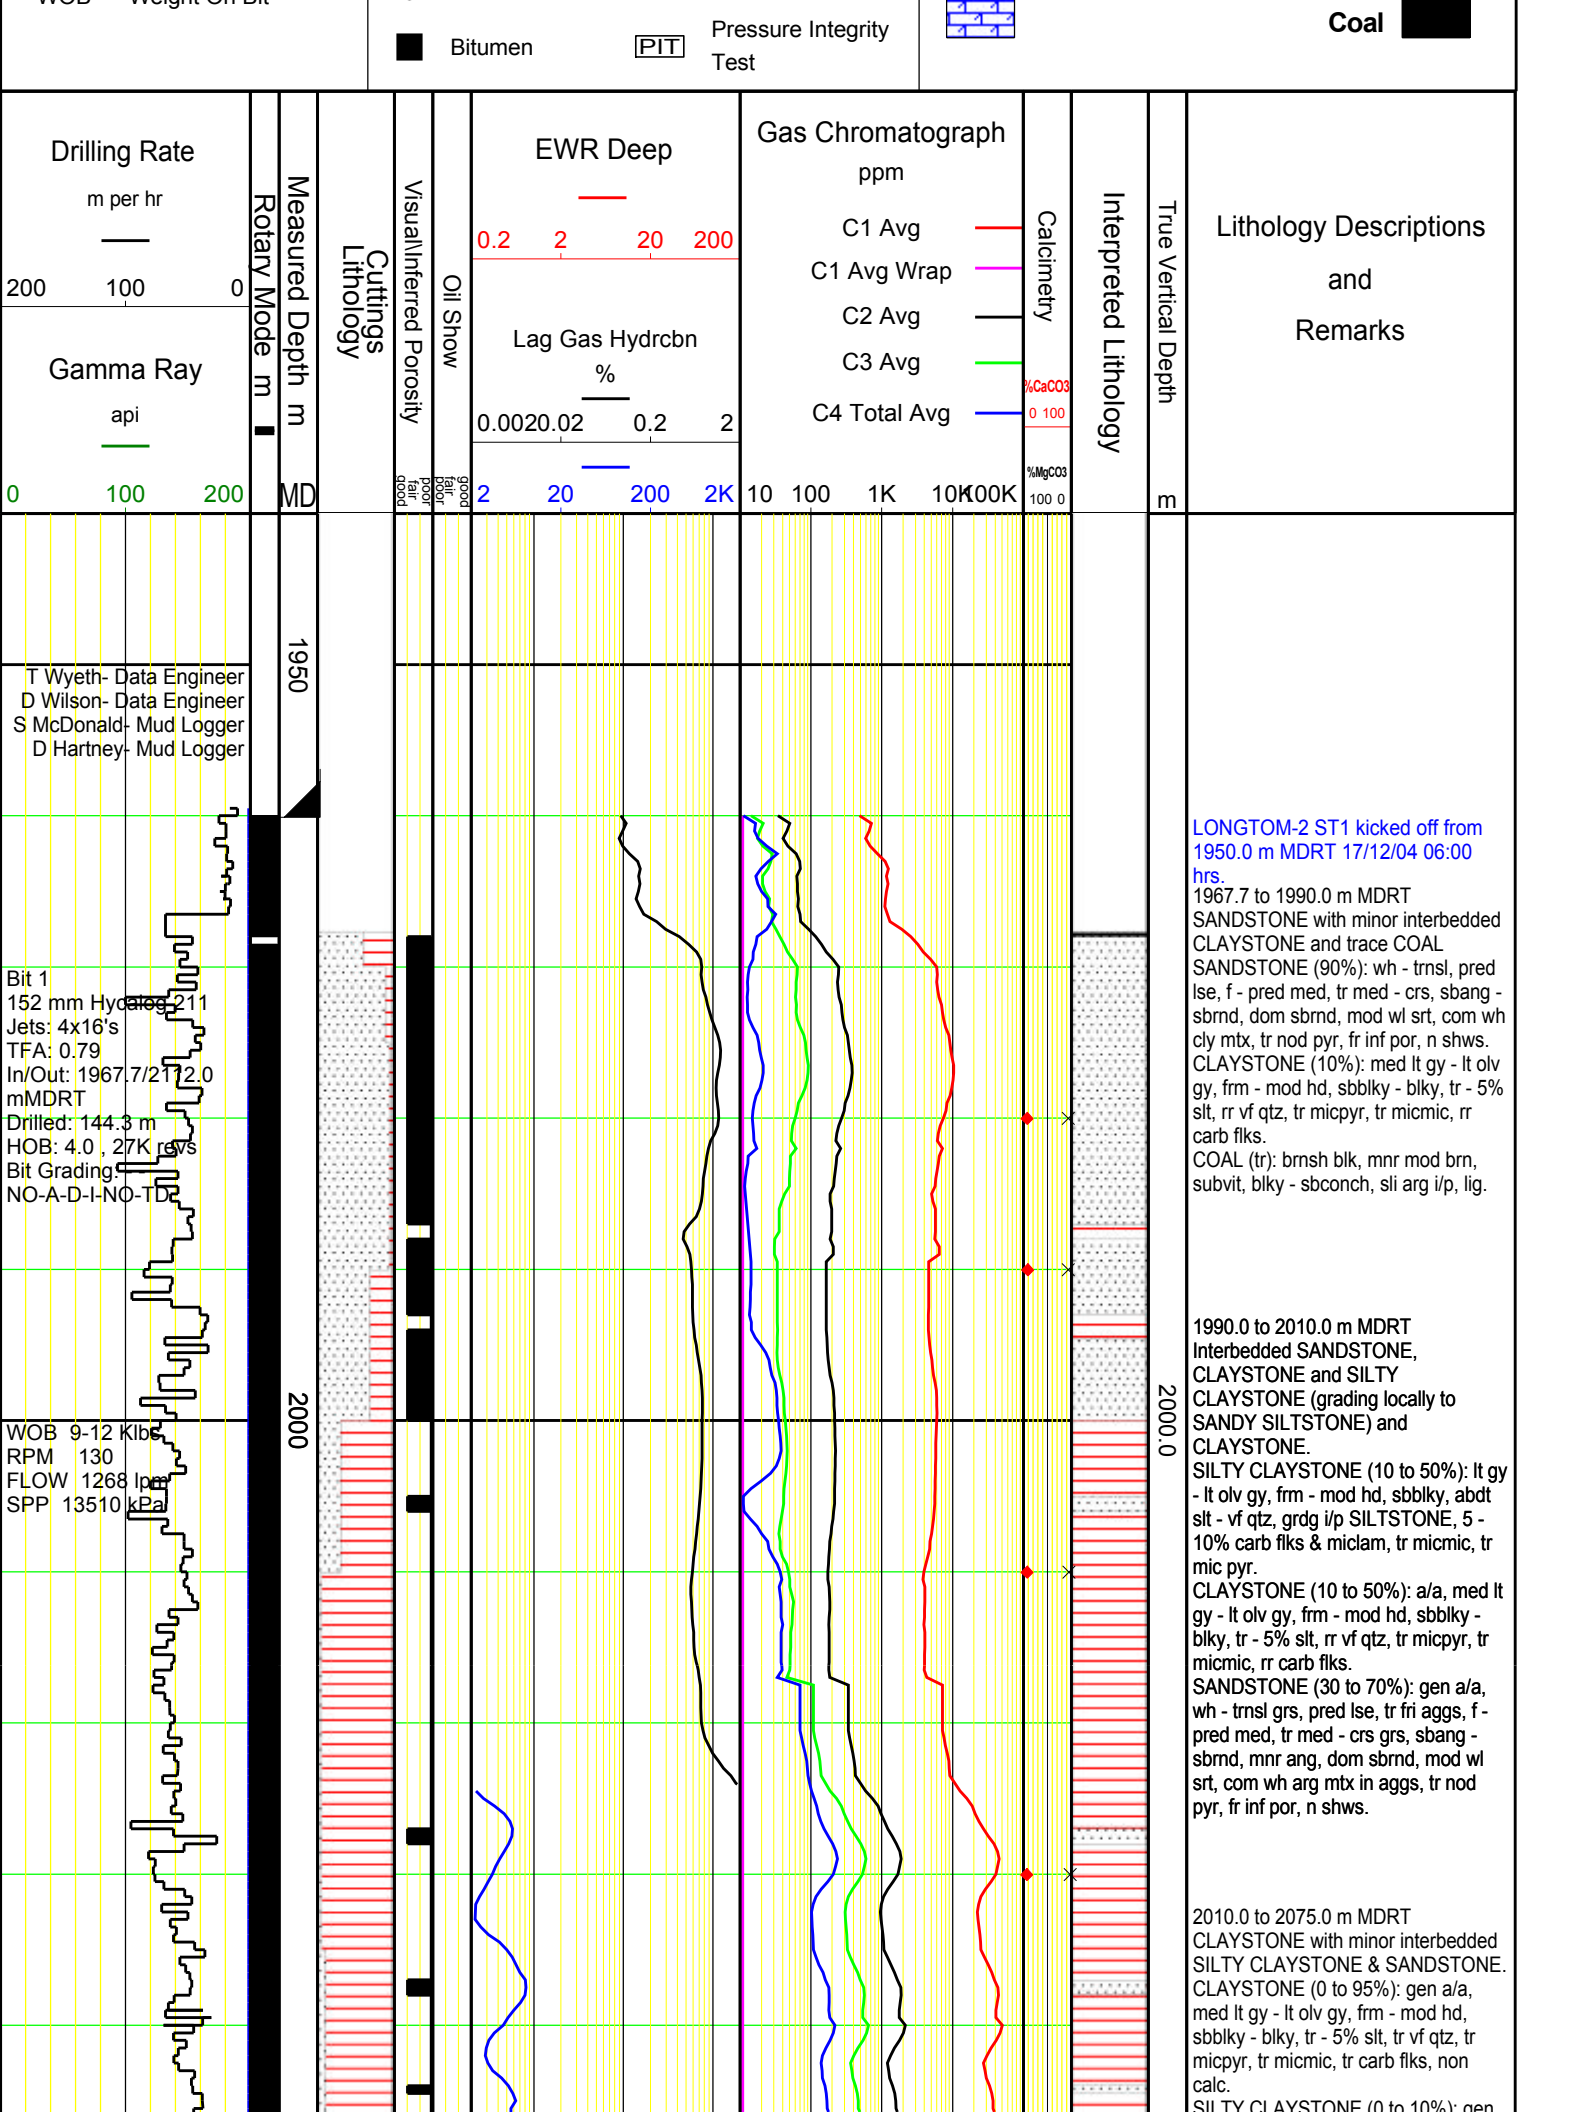 WOB Weight On Bit
Bitumen
PIT
Pressure Integrity
Test
Coal
Drilling Rate
m per hr
200 100 0
Gamma Ray
api
0 100 200
Rotary Mode m
Measured Depth m
MD
Cuttings
Lithology
Visual\Inferred Porosity
good
fair
poor
Oil Show
poor
fair
good
EWR Deep
0.2 2 20 200
Lag Gas Hydrcbn
%
0.002 0.02 0.2 2
2 20 200 2K
Gas Chromatograph
ppm
C1 Avg
C1 Avg Wrap
C2 Avg
C3 Avg
C4 Total Avg
10 100 1K 10K 100K
Calcimetry
%CaCO3
0 100
%MgCO3
100 0
Interpreted Lithology
True Vertical Depth
m
Lithology Descriptions
and
Remarks
1950
T Wyeth- Data Engineer
D Wilson- Data Engineer
S McDonald- Mud Logger
D Hartney- Mud Logger
LONGTOM-2 ST1 kicked off from
1950.0 m MDRT 17/12/04 06:00
hrs.
1967.7 to 1990.0 m MDRT
SANDSTONE with minor interbedded
CLAYSTONE and trace COAL
SANDSTONE (90%): wh - trnsl, pred
lse, f - pred med, tr med - crs, sbang -
sbrnd, dom sbrnd, mod wl srt, com wh
cly mtx, tr nod pyr, fr inf por, n shws.
CLAYSTONE (10%): med lt gy - lt olv
gy, frm - mod hd, sbblky - blky, tr - 5%
slt, rr vf qtz, tr micpyr, tr micmic, rr
carb flks.
COAL (tr): brnsh blk, mnr mod brn,
subvit, blky - sbconch, sli arg i/p, lig.
Bit 1
152 mm Hycalog 211
Jets: 4x16's
TFA: 0.79
In/Out: 1967.7/2112.0
mMDRT
Drilled: 144.3 m
HOB: 4.0 , 27K revs
Bit Grading:
NO-A-D-I-NO-TD
1990.0 to 2010.0 m MDRT
Interbedded SANDSTONE,
CLAYSTONE and SILTY
CLAYSTONE (grading locally to
SANDY SILTSTONE) and
CLAYSTONE.
SILTY CLAYSTONE (10 to 50%): lt gy
- lt olv gy, frm - mod hd, sbblky, abdt
slt - vf qtz, grdg i/p SILTSTONE, 5 -
10% carb flks & miclam, tr micmic, tr
mic pyr.
CLAYSTONE (10 to 50%): a/a, med lt
gy - lt olv gy, frm - mod hd, sbblky -
blky, tr - 5% slt, rr vf qtz, tr micpyr, tr
micmic, rr carb flks.
SANDSTONE (30 to 70%): gen a/a,
wh - trnsl grs, pred lse, tr fri aggs, f -
pred med, tr med - crs grs, sbang -
sbrnd, mnr ang, dom sbrnd, mod wl
srt, com wh arg mtx in aggs, tr nod
pyr, fr inf por, n shws.
2000
2000.0
WOB 9-12 Klbs
RPM 130
FLOW 1268 lpm
SPP 13510 kPa
2010.0 to 2075.0 m MDRT
CLAYSTONE with minor interbedded
SILTY CLAYSTONE & SANDSTONE.
CLAYSTONE (0 to 95%): gen a/a,
med lt gy - lt olv gy, frm - mod hd,
sbblky - blky, tr - 5% slt, tr vf qtz, tr
micpyr, tr micmic, tr carb flks, non
calc.
SILTY CLAYSTONE (0 to 10%): gen